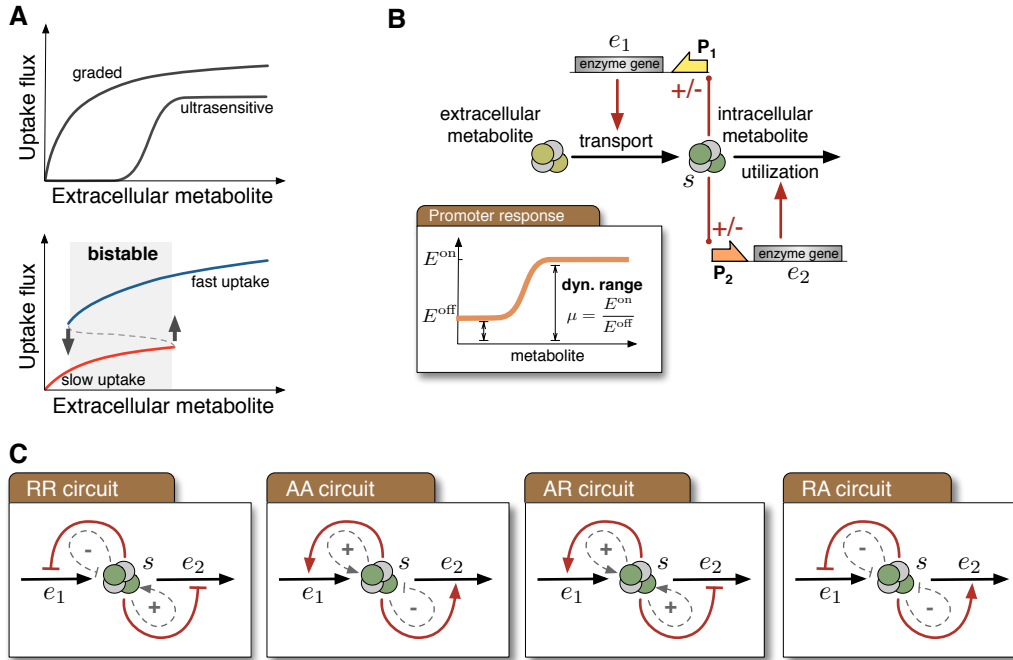 A
Uptake flux
graded
ultrasensitive
Extracellular metabolite
Uptake flux
bistable
fast uptake
slow uptake
Extracellular metabolite
B
e1
enzyme gene
P1
+/-
extracellular
metabolite
transport
intracellular
metabolite
s
utilization
+/-
P2
enzyme gene
e2
Promoter response
E^on
E^off
dyn. range
μ = E^on / E^off
metabolite
C
RR circuit
-
s
e1
e2
+
AA circuit
+
s
e1
e2
-
AR circuit
+
s
e1
e2
+
RA circuit
-
s
e1
e2
-